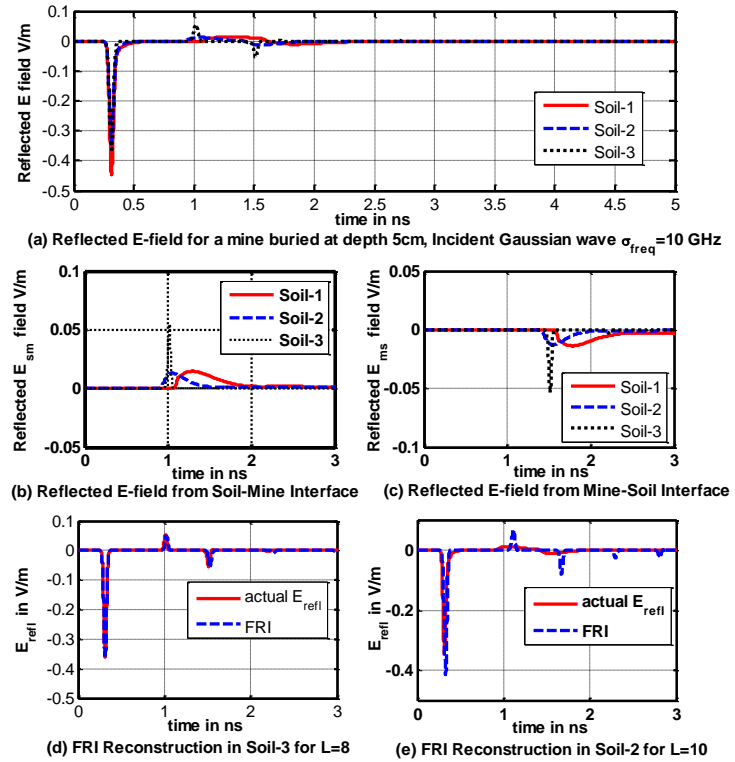 0.1
0
-0.1
-0.2
-0.3
-0.4
-0.5
Reflected E field V/m
Soil-1
Soil-2
Soil-3
0 0.5 1 1.5 2 2.5 3 3.5 4 4.5 5
time in ns
(a) Reflected E-field for a mine buried at depth 5cm, Incident Gaussian wave σfreq=10 GHz
0.1
0.05
0
-0.05
Reflected Esm field V/m
Soil-1
Soil-2
Soil-3
0 1 2 3
time in ns
(b) Reflected E-field from Soil-Mine Interface
0.05
0
-0.05
-0.1
Reflected Ems field V/m
Soil-1
Soil-2
Soil-3
0 1 2 3
time in ns
(c) Reflected E-field from Mine-Soil Interface
0.1
0
-0.1
-0.2
-0.3
-0.4
-0.5
Erefl in V/m
actual Erefl
FRI
0 1 2 3
time in ns
(d) FRI Reconstruction in Soil-3 for L=8
0
-0.2
-0.4
Erefl in V/m
actual Erefl
FRI
0 1 2 3
time in ns
(e) FRI Reconstruction in Soil-2 for L=10